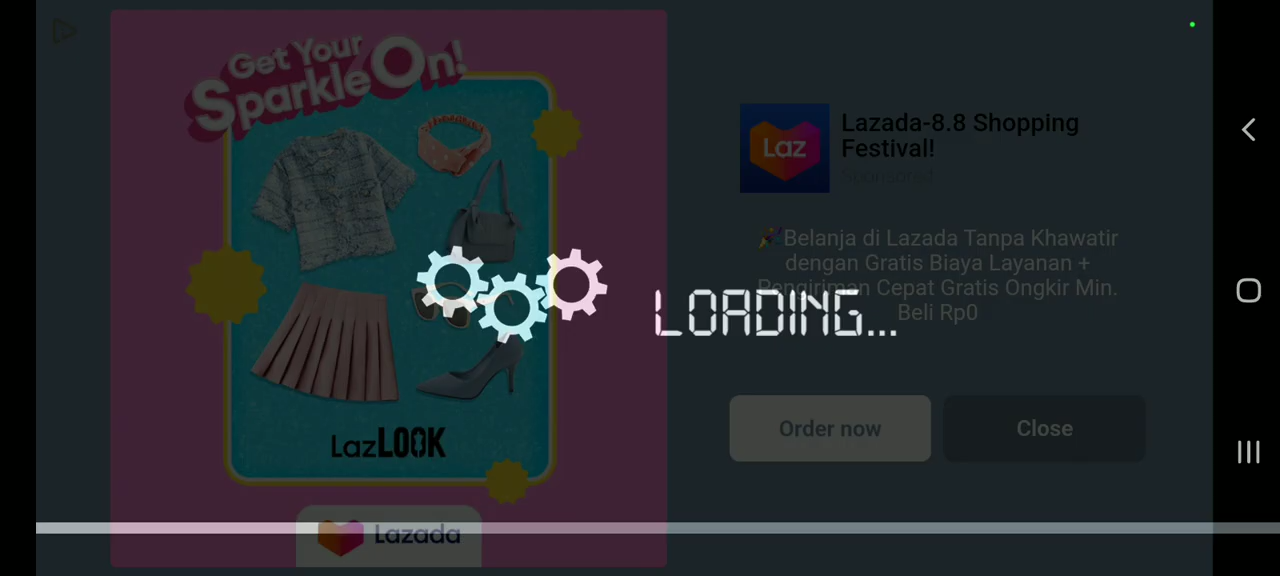 Get Your
Sparkle On!
LazLOOK
Lazada
Laz
Lazada-8.8 Shopping
Festival!
Sponsored
🎉Belanja di Lazada Tanpa Khawatir
dengan Gratis Biaya Layanan +
Pengiriman Cepat Gratis Ongkir Min.
Beli Rp0
LOADING...
Order now
Close